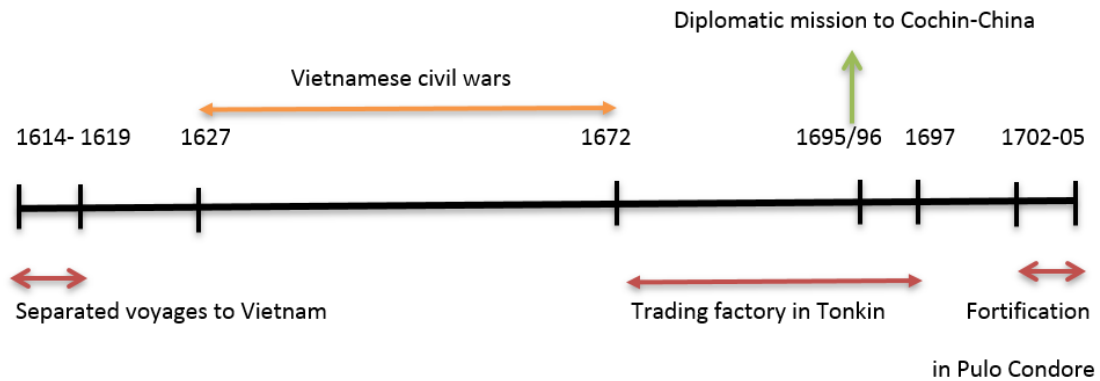 Diplomatic mission to Cochin-China
Vietnamese civil wars
1614- 1619 1627 1672 1695/96 1697 1702-05
Separated voyages to Vietnam Trading factory in Tonkin Fortification
in Pulo Condore